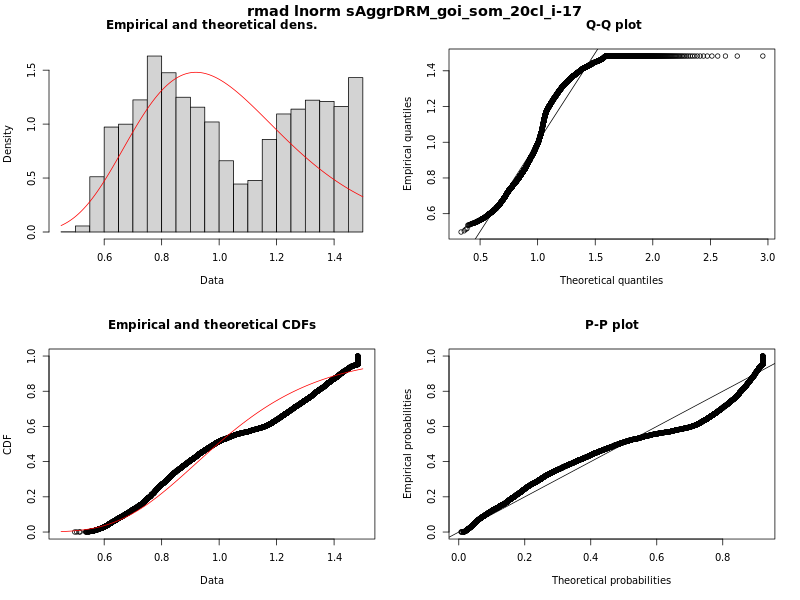 rmad lnorm sAggrDRM_goi_som_20cl_i-17
Empirical and theoretical dens.
Density
0.0 0.5 1.0 1.5
0.6 0.8 1.0 1.2 1.4
Data
Q-Q plot
Empirical quantiles
0.6 0.8 1.0 1.2 1.4
0.5 1.0 1.5 2.0 2.5 3.0
Theoretical quantiles
Empirical and theoretical CDFs
CDF
0.0 0.2 0.4 0.6 0.8 1.0
0.6 0.8 1.0 1.2 1.4
Data
P-P plot
Empirical probabilities
0.0 0.2 0.4 0.6 0.8 1.0
0.0 0.2 0.4 0.6 0.8
Theoretical probabilities